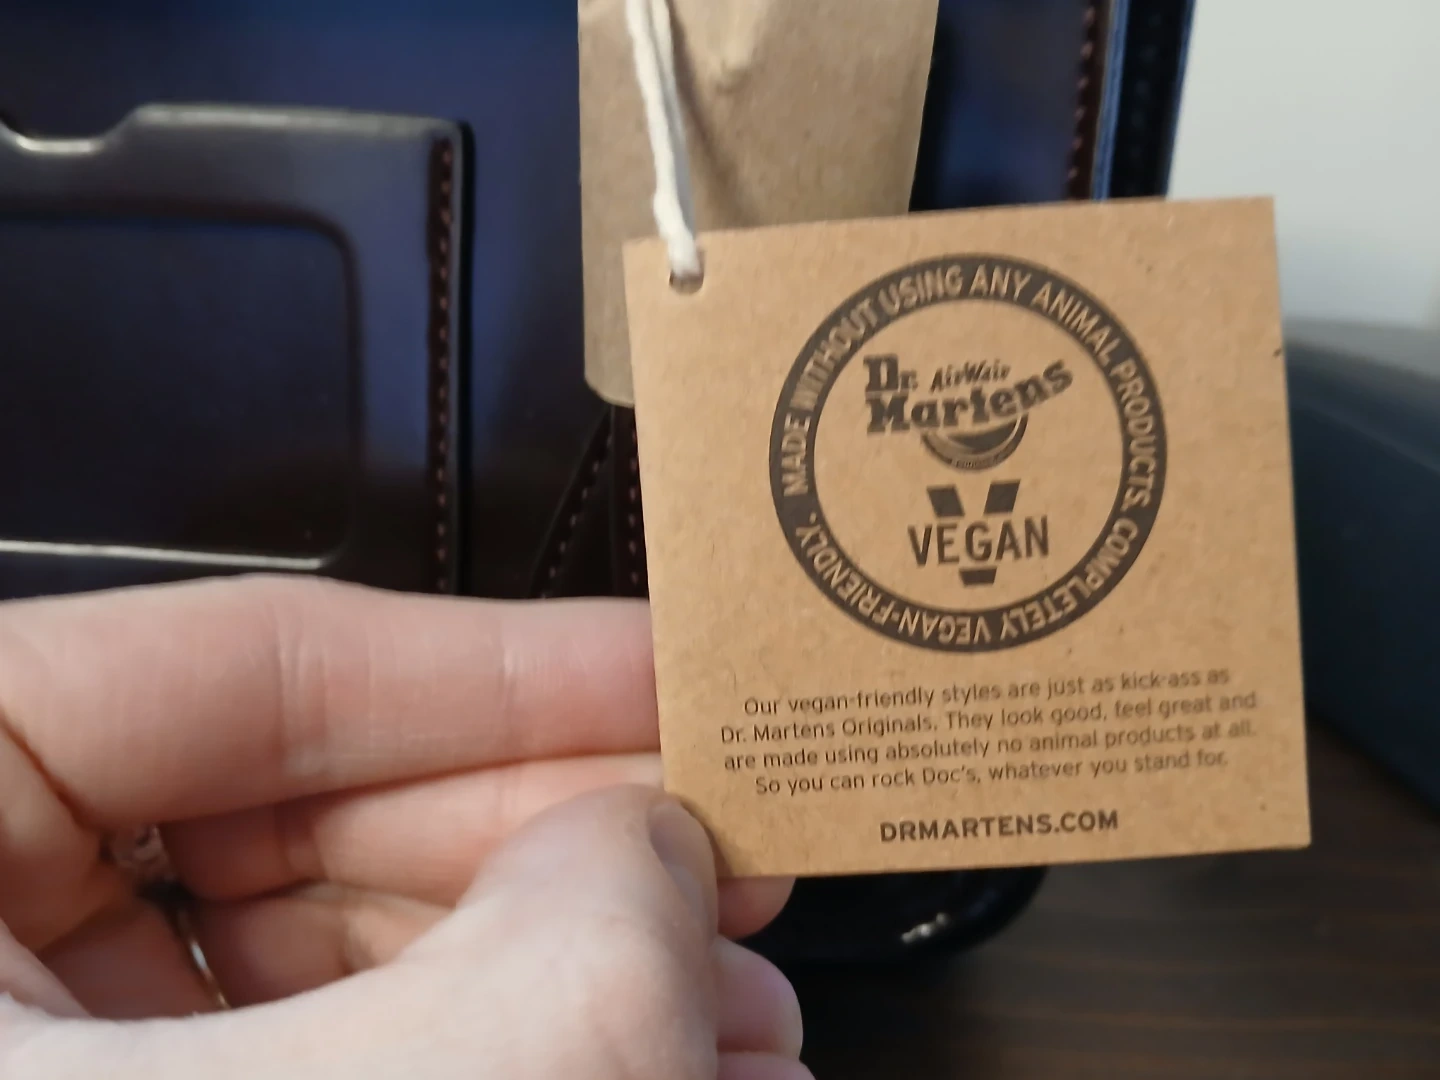 MADE WITHOUT USING ANY ANIMAL PRODUCTS. COMPLETELY VEGAN-FRIENDLY.
Dr. AirWair
Martens
VEGAN
Our vegan-friendly styles are just as kick-ass as
Dr. Martens Originals. They look good, feel great and
are made using absolutely no animal products at all.
So you can rock Doc's, whatever you stand for.
DRMARTENS.COM